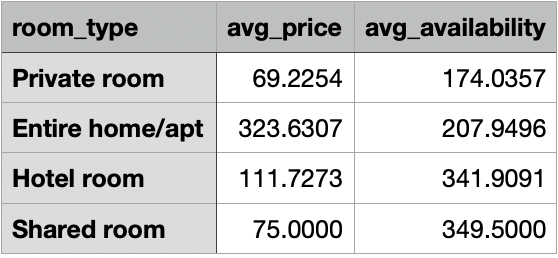 room_type avg_price avg_availability
Private room 69.2254 174.0357
Entire home/apt 323.6307 207.9496
Hotel room 111.7273 341.9091
Shared room 75.0000 349.5000